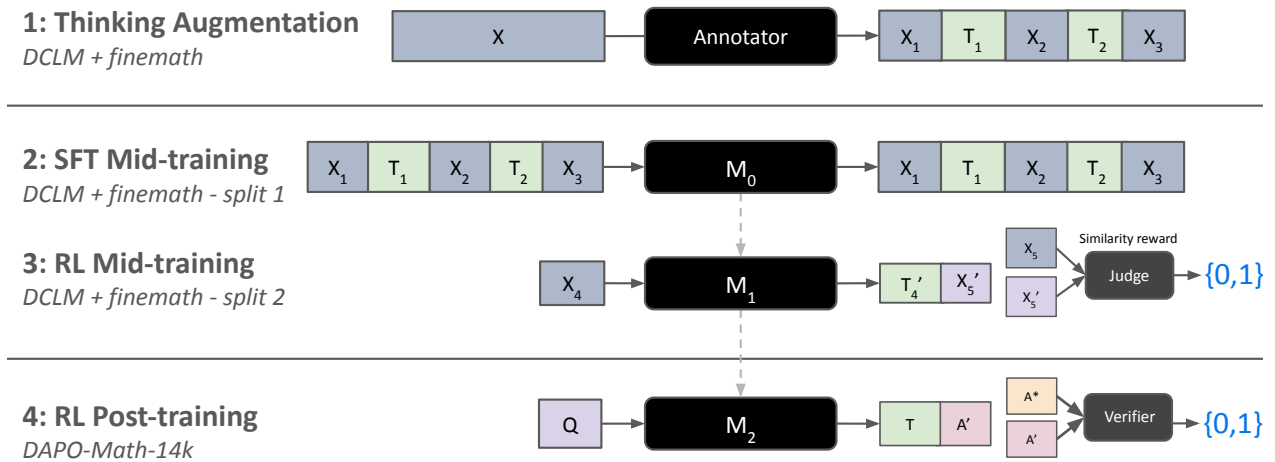 1: Thinking Augmentation
DCLM + finemath
X
Annotator
X1 T1 X2 T2 X3
2: SFT Mid-training
DCLM + finemath - split 1
X1 T1 X2 T2 X3
M0
X1 T1 X2 T2 X3
3: RL Mid-training
DCLM + finemath - split 2
X4
M1
T4' X5'
X5
X5'
Similarity reward
Judge
{0,1}
4: RL Post-training
DAPO-Math-14k
Q
M2
T A'
A*
A'
Verifier
{0,1}